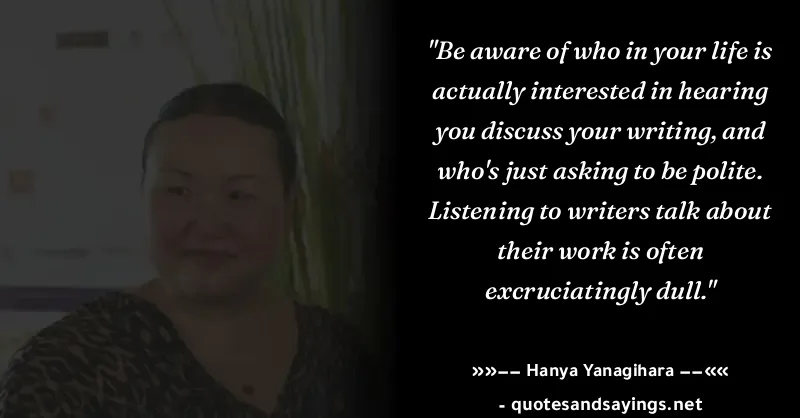 "Be aware of who in your life is
actually interested in hearing
you discuss your writing, and
who's just asking to be polite.
Listening to writers talk about
their work is often
excruciatingly dull."
»»−− Hanya Yanagihara −−««
- quotesandsayings.net